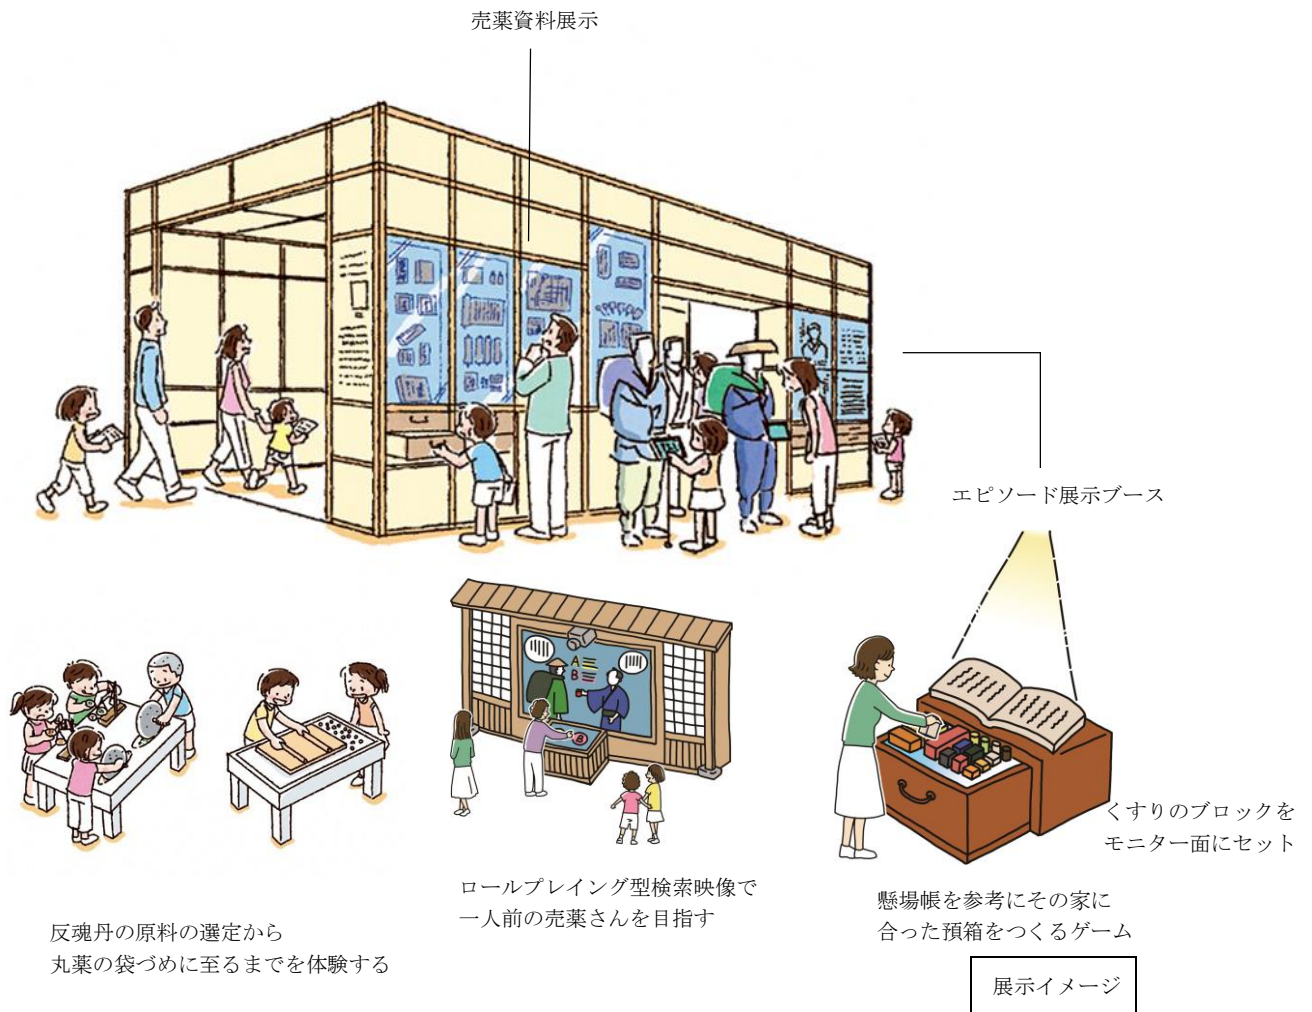 売薬資料展示
エピソード展示ブース
A
B
B
くすりのブロックを
モニター面にセット
ロールプレイング型検索映像で
一人前の売薬さんを目指す
懸場帳を参考にその家に
合った預箱をつくるゲーム
反魂丹の原料の選定から
丸薬の袋づめに至るまでを体験する
展示イメージ